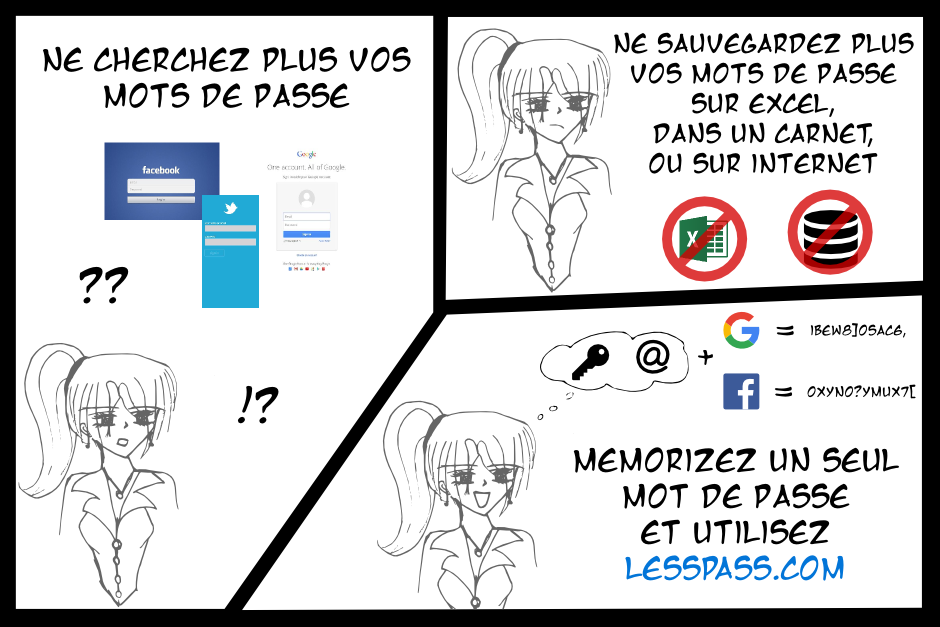 NE CHERCHEZ PLUS VOS
MOTS DE PASSE
facebook
Google
One account. All of Google.
??
!?
NE SAUVEGARDEZ PLUS
VOS MOTS DE PASSE
SUR EXCEL,
DANS UN CARNET,
OU SUR INTERNET
X
@ + G = 1BEW8]O5AC6,
f = OXYNO?YMUX7[
MEMORIZEZ UN SEUL
MOT DE PASSE
ET UTILISEZ
LESSPASS.COM